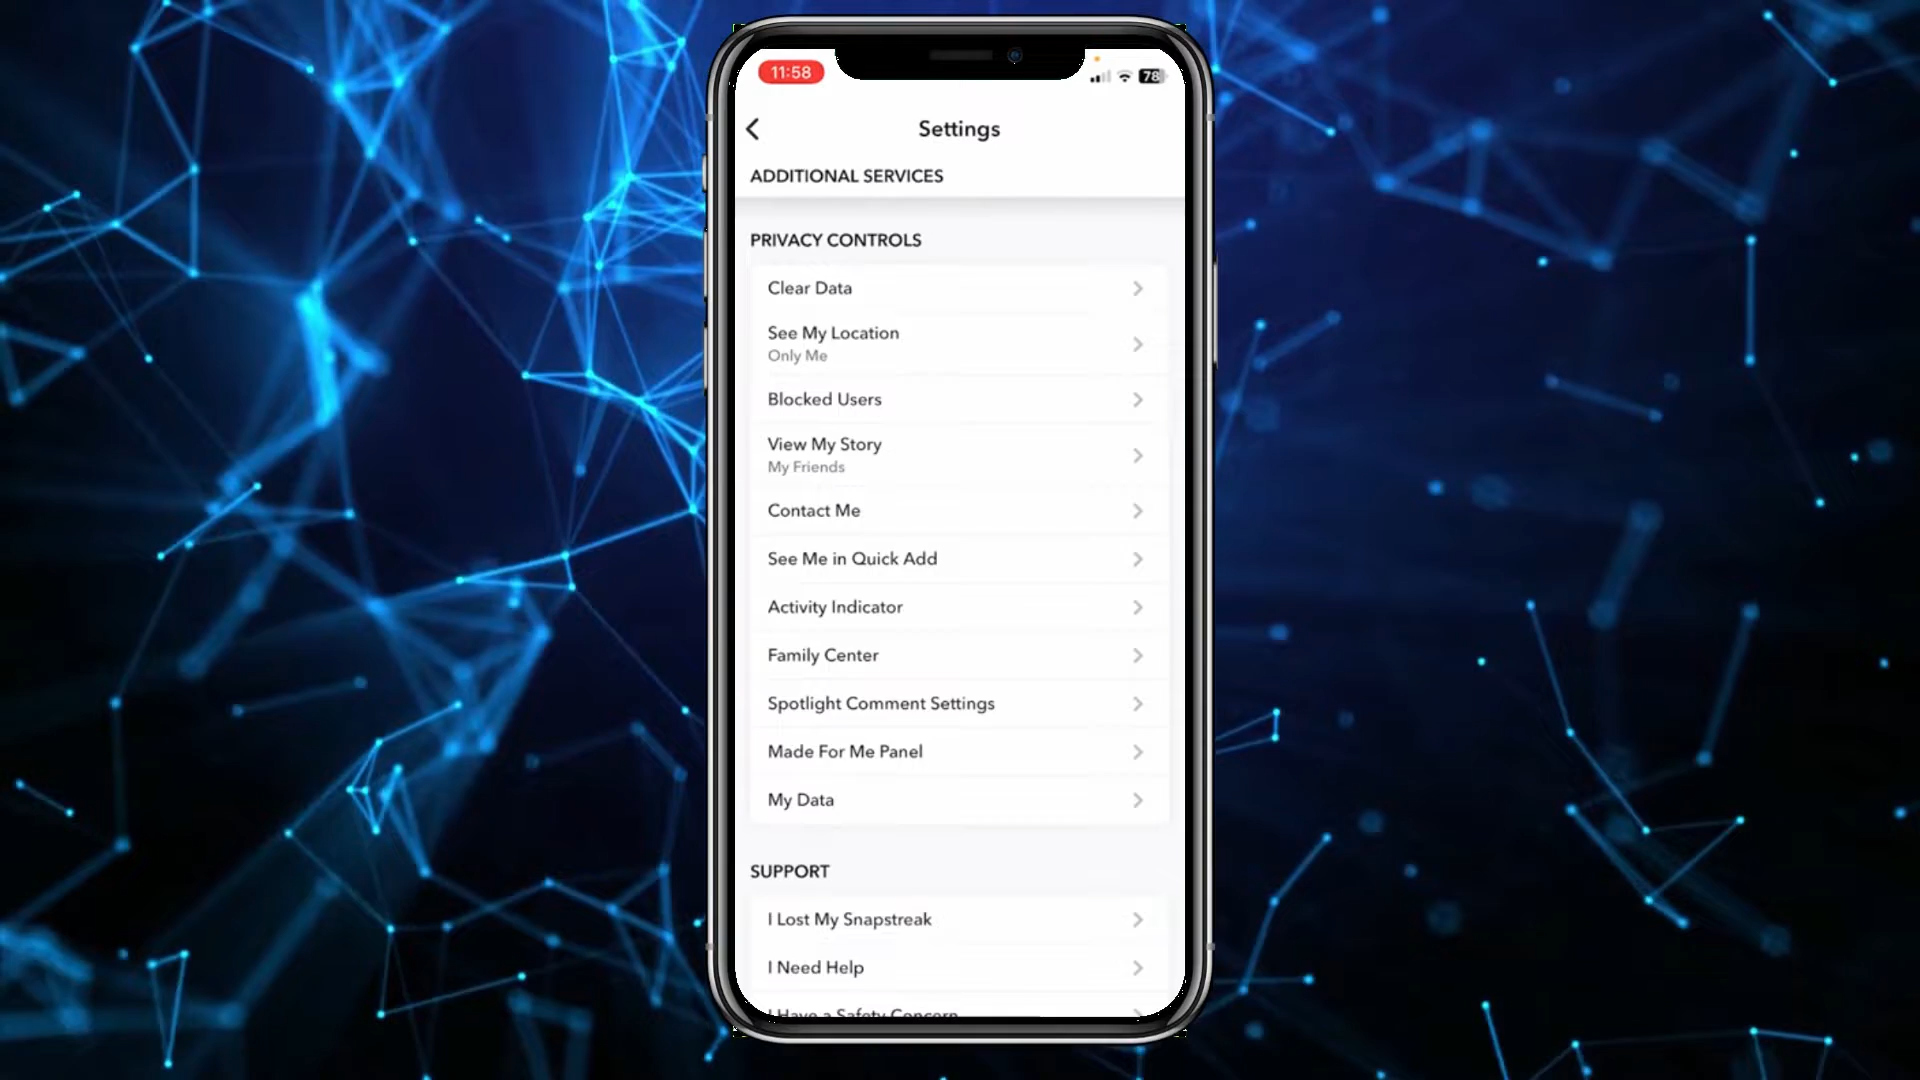 11:58
78
Settings
ADDITIONAL SERVICES
PRIVACY CONTROLS
Clear Data
See My Location
Only Me
Blocked Users
View My Story
My Friends
Contact Me
See Me in Quick Add
Activity Indicator
Family Center
Spotlight Comment Settings
Made For Me Panel
My Data
SUPPORT
I Lost My Snapstreak
I Need Help
I Have a Safety Concern